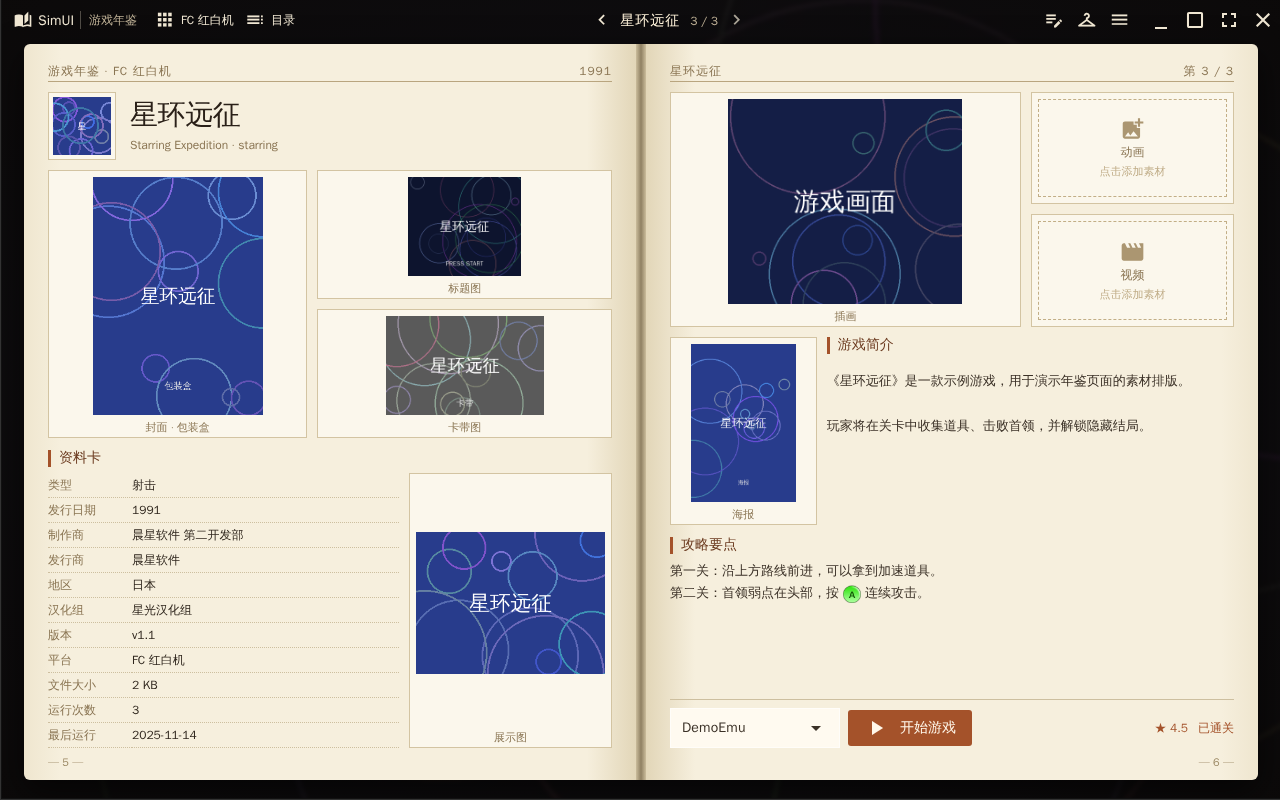 SimUI 游戏年鉴 FC 红白机 目录 星环远征 3 / 3
游戏年鉴 · FC 红白机 1991
星
星环远征
Starring Expedition · starring
星环远征
包装盒
封面 · 包装盒
星环远征
PRESS START
标题图
星环远征
卡带
卡带图
资料卡
类型 射击
发行日期 1991
制作商 晨星软件 第二开发部
发行商 晨星软件
地区 日本
汉化组 星光汉化组
版本 v1.1
平台 FC 红白机
文件大小 2 KB
运行次数 3
最后运行 2025-11-14
星环远征
展示图
— 5 —
星环远征 第 3 / 3
游戏画面
插画
动画
点击添加素材
视频
点击添加素材
星环远征
海报
海报
游戏简介
《星环远征》是一款示例游戏，用于演示年鉴页面的素材排版。
玩家将在关卡中收集道具、击败首领，并解锁隐藏结局。
攻略要点
第一关：沿上方路线前进，可以拿到加速道具。
第二关：首领弱点在头部，按 A 连续攻击。
DemoEmu 开始游戏 ★ 4.5 已通关
— 6 —